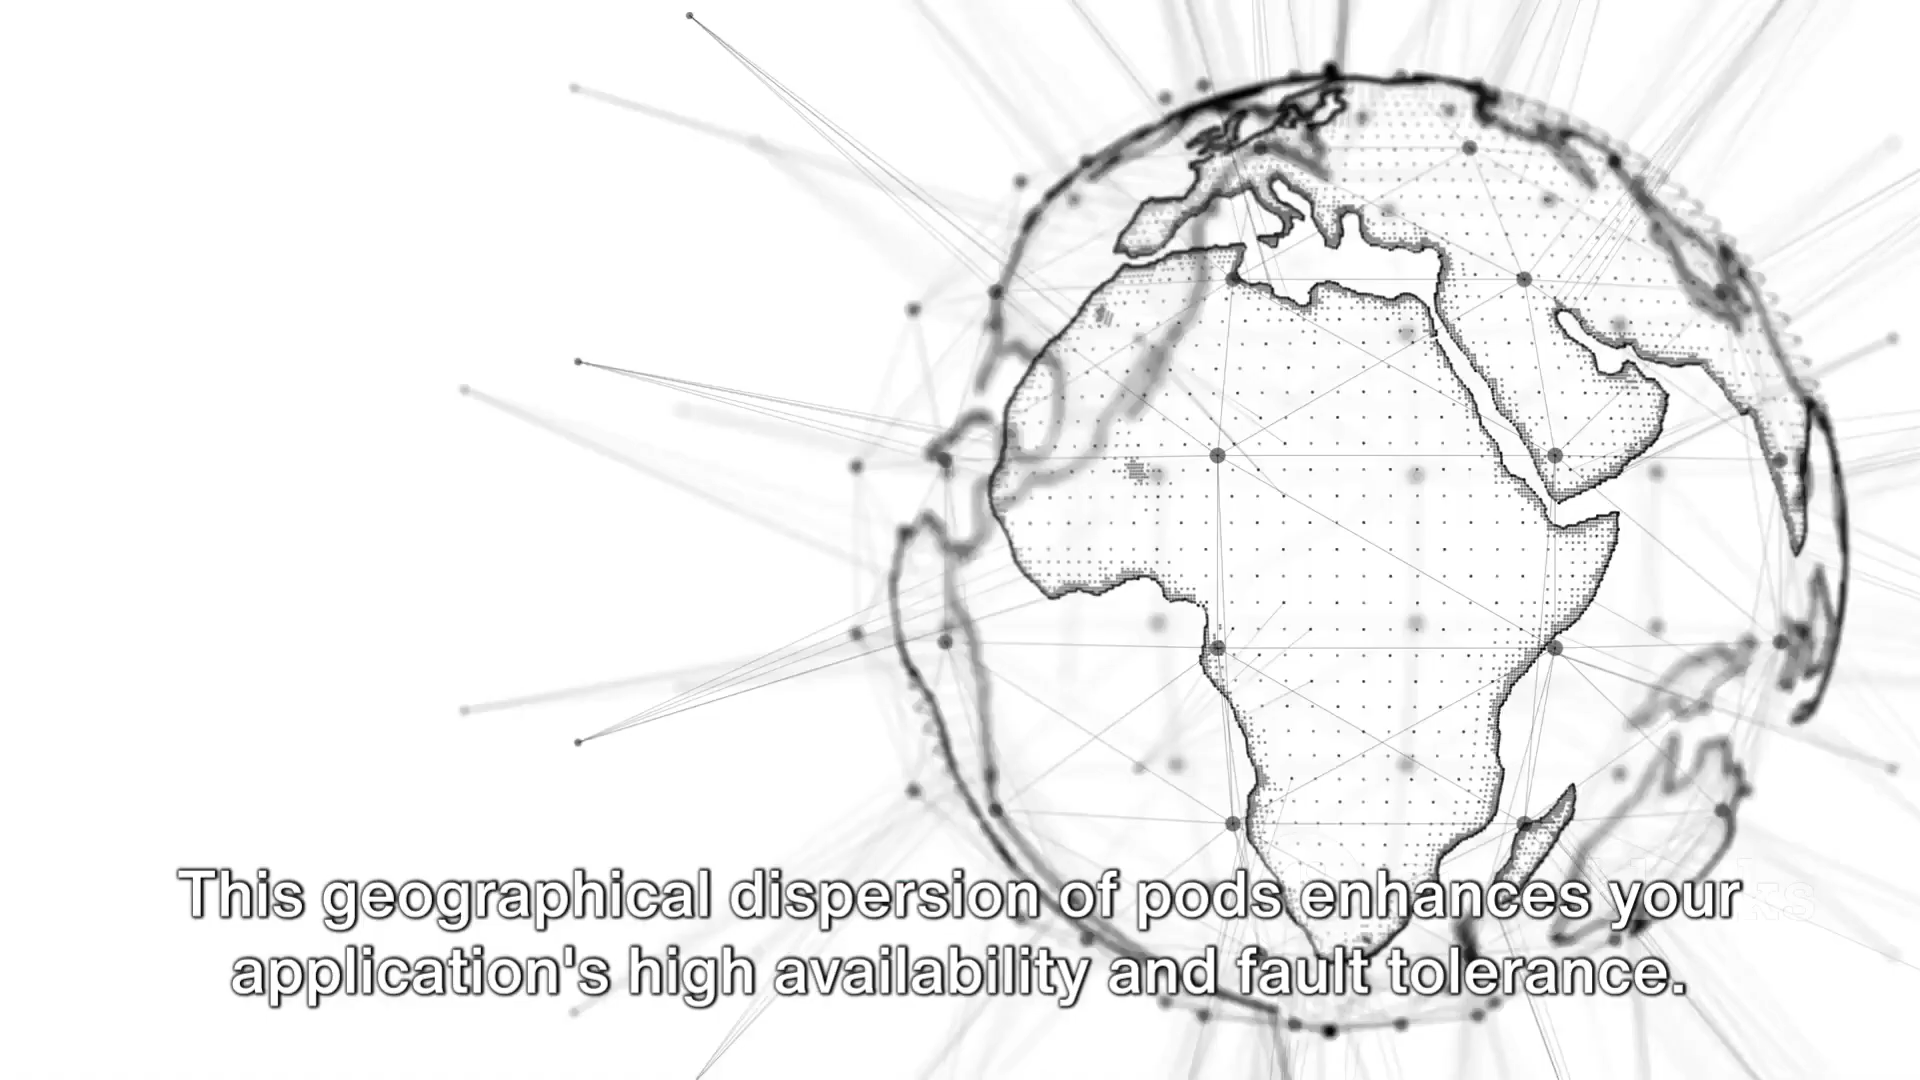 This geographical dispersion of pods enhances your
application's high availability and fault tolerance.